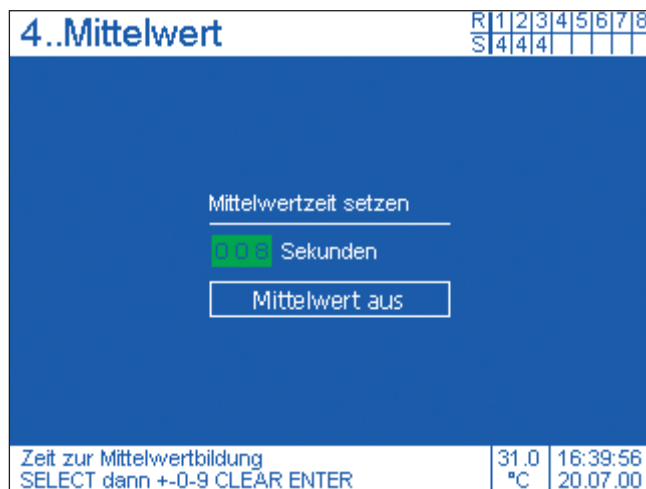 4..Mittelwert
R 1 2 3 4 5 6 7 8
S 4 4 4
Mittelwertzeit setzen
008 Sekunden
Mittelwert aus
Zeit zur Mittelwertbildung
SELECT dann +-0-9 CLEAR ENTER
31.0 16:39:56
°C 20.07.00